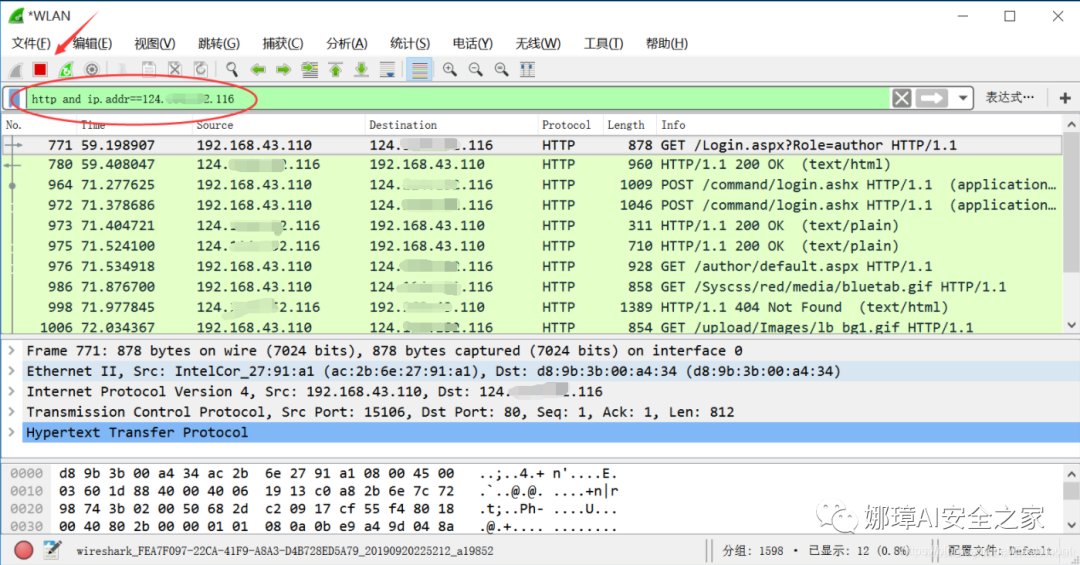 *WLAN
文件(F) 编辑(E) 视图(V) 跳转(G) 捕获(C) 分析(A) 统计(S) 电话(Y) 无线(W) 工具(T) 帮助(H)
http and ip.addr==124. 2.116 表达式…
No. Time Source Destination Protocol Length Info
771 59.198907 192.168.43.110 124. .116 HTTP 878 GET /Login.aspx?Role=author HTTP/1.1
780 59.408047 124. .116 192.168.43.110 HTTP 960 HTTP/1.1 200 OK (text/html)
964 71.277625 192.168.43.110 124. .116 HTTP 1009 POST /command/login.ashx HTTP/1.1 (application…
972 71.378686 192.168.43.110 124. .116 HTTP 1046 POST /command/login.ashx HTTP/1.1 (application…
973 71.404721 124. .116 192.168.43.110 HTTP 311 HTTP/1.1 200 OK (text/plain)
975 71.524100 124. 2.116 192.168.43.110 HTTP 710 HTTP/1.1 200 OK (text/plain)
976 71.534918 192.168.43.110 124. .116 HTTP 928 GET /author/default.aspx HTTP/1.1
986 71.876700 192.168.43.110 124. .116 HTTP 858 GET /Syscss/red/media/bluetab.gif HTTP/1.1
998 71.977845 124. 2.116 192. .43.110 HTTP 1389 HTTP/1.1 404 Not Found (text/html)
1006 72.034367 192.168.43.110 124. .116 HTTP 854 GET /upload/Images/lb_bg1.gif HTTP/1.1
Frame 771: 878 bytes on wire (7024 bits), 878 bytes captured (7024 bits) on interface 0
Ethernet II, Src: IntelCor_27:91:a1 (ac:2b:6e:27:91:a1), Dst: d8:9b:3b:00:a4:34 (d8:9b:3b:00:a4:34)
Internet Protocol Version 4, Src: 192.168.43.110, Dst: 124. .116
Transmission Control Protocol, Src Port: 15106, Dst Port: 80, Seq: 1, Ack: 1, Len: 812
Hypertext Transfer Protocol
0000 d8 9b 3b 00 a4 34 ac 2b 6e 27 91 a1 08 00 45 00 ..;..4.+ n'....E.
0010 03 60 1d 88 40 00 40 06 19 13 c0 a8 2b 6e 7c 72 .`..@.@. ....+n|r
0020 98 74 3b 02 00 50 68 2d c2 09 17 cf 55 f4 80 18 .t;..Ph- ....U...
0030 00 40 80 2b 00 00 01 01 08 0a 0b e9 a4 9d 04 8a .@.+.... ........
娜璋AI安全之家
wireshark_FEA7F097-22CA-41F9-A8A3-D4B728ED5A79_20190920225212_a19852 分组: 1598 · 已显示: 12 (0.8%) 配置文件: Default